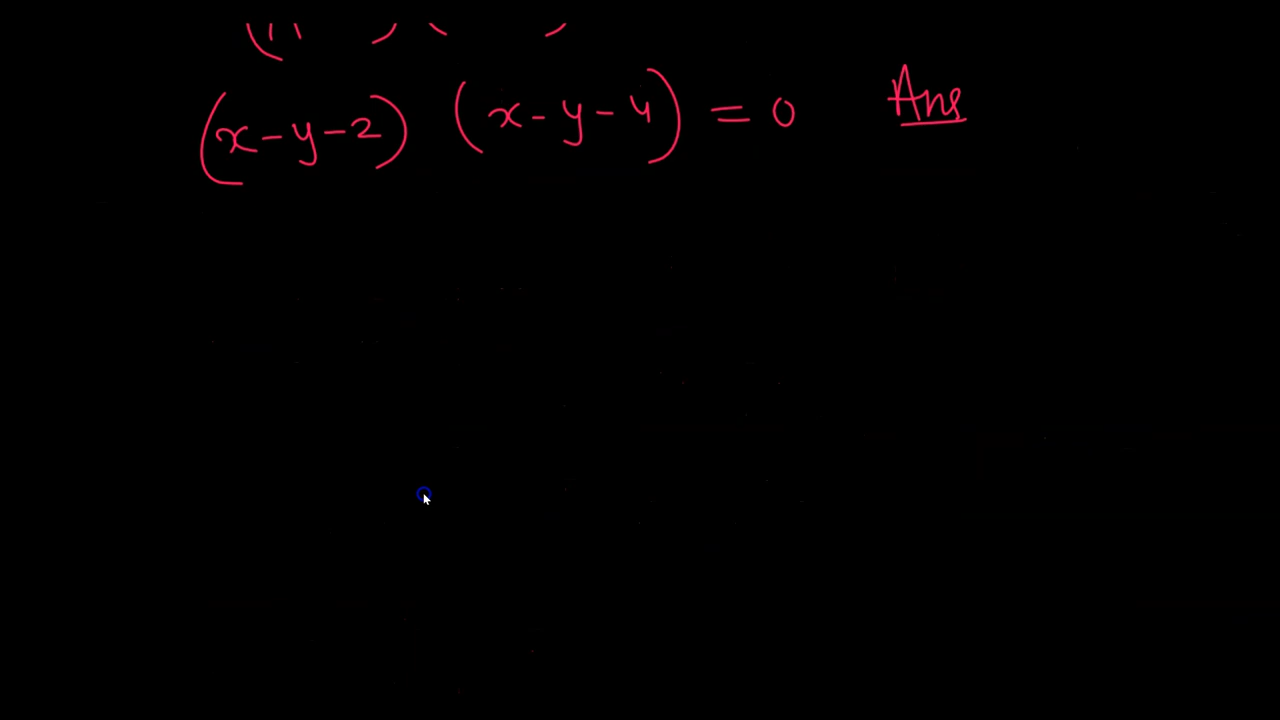 (x-y-2) (x-y-4) = 0 Ans